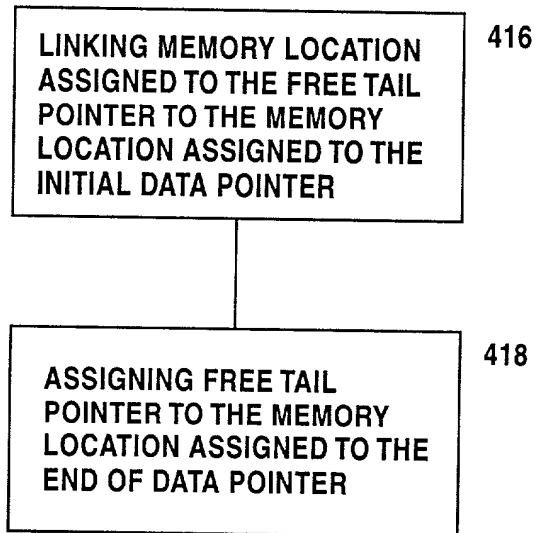 416
LINKING MEMORY LOCATION
ASSIGNED TO THE FREE TAIL
POINTER TO THE MEMORY
LOCATION ASSIGNED TO THE
INITIAL DATA POINTER
418
ASSIGNING FREE TAIL
POINTER TO THE MEMORY
LOCATION ASSIGNED TO THE
END OF DATA POINTER